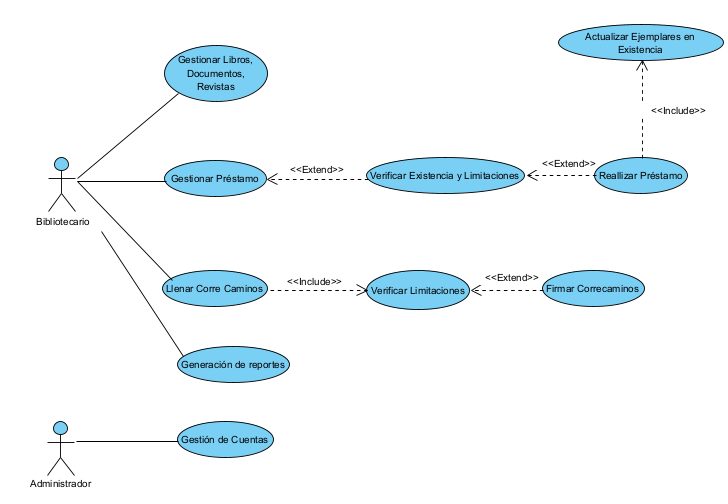 Actualizar Ejemplares en
Existencia
Gestionar Libros,
Documentos,
Revistas
<<Include>>
<<Extend>>
<<Extend>>
Gestionar Préstamo
Verificar Existencia y Limitaciones
Reallizar Préstamo
Bibliotecario
<<Include>>
<<Extend>>
Llenar Corre Caminos
Verificar Limitaciones
Firmar Correcaminos
Generación de reportes
Gestión de Cuentas
Administrador